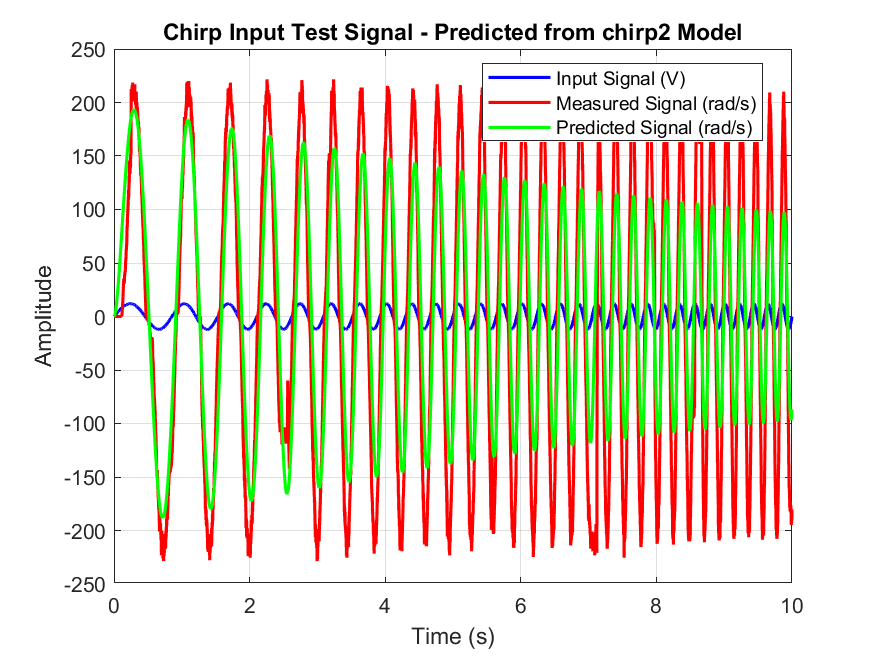 Chirp Input Test Signal - Predicted from chirp2 Model
250
200
150
100
50
0
-50
-100
-150
-200
-250
Amplitude
Input Signal (V)
Measured Signal (rad/s)
Predicted Signal (rad/s)
0 2 4 6 8 10
Time (s)